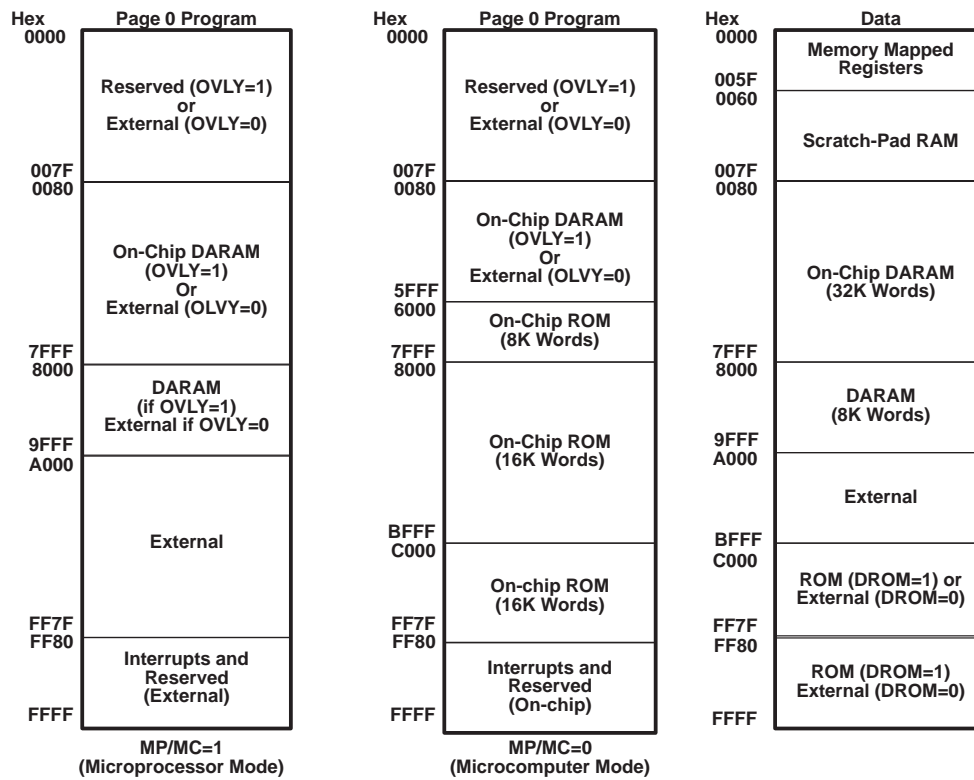 Hex Page 0 Program
0000
Reserved (OVLY=1)
or
External (OVLY=0)
007F
0080
On-Chip DARAM
(OVLY=1)
Or
External (OLVY=0)
7FFF
8000
DARAM
(if OVLY=1)
External if OVLY=0
9FFF
A000
External
FF7F
FF80
Interrupts and
Reserved
(External)
FFFF
MP/MC=1
(Microprocessor Mode)
Hex Page 0 Program
0000
Reserved (OVLY=1)
or
External (OVLY=0)
007F
0080
On-Chip DARAM
(OVLY=1)
Or
External (OLVY=0)
5FFF
6000
On-Chip ROM
(8K Words)
7FFF
8000
On-Chip ROM
(16K Words)
BFFF
C000
On-chip ROM
(16K Words)
FF7F
FF80
Interrupts and
Reserved
(On-chip)
FFFF
MP/MC=0
(Microcomputer Mode)
Hex Data
0000
Memory Mapped
Registers
005F
0060
Scratch-Pad RAM
007F
0080
On-Chip DARAM
(32K Words)
7FFF
8000
DARAM
(8K Words)
9FFF
A000
External
BFFF
C000
ROM (DROM=1) or
External (DROM=0)
FF7F
FF80
ROM (DROM=1)
External (DROM=0)
FFFF